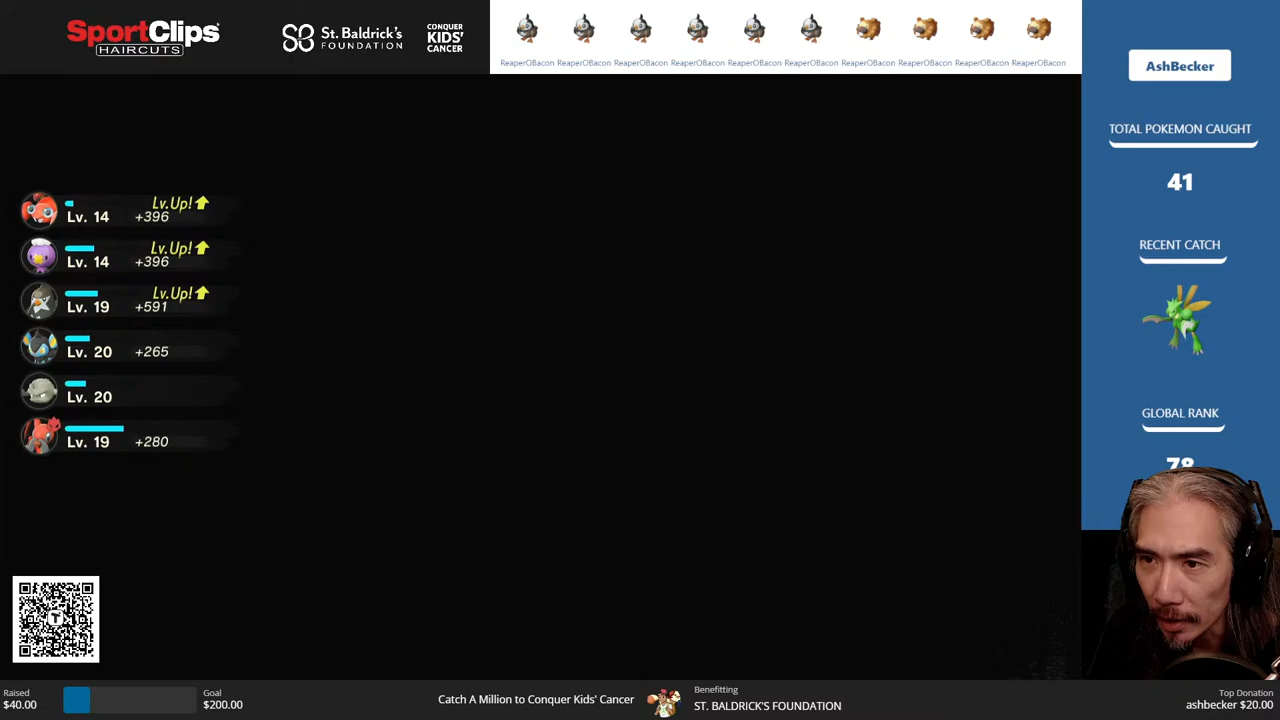 SportClips
HAIRCUTS
St. Baldrick's
FOUNDATION
CONQUER
KIDS'
CANCER
ReaperOBacon ReaperOBacon ReaperOBacon ReaperOBacon ReaperOBacon ReaperOBacon ReaperOBacon ReaperOBacon ReaperOBacon ReaperOBacon
AshBecker
TOTAL POKEMON CAUGHT
41
RECENT CATCH
GLOBAL RANK
78
Lv.Up!
Lv. 14 +396
Lv.Up!
Lv. 14 +396
Lv.Up!
Lv. 19 +591
Lv. 20 +265
Lv. 20
Lv. 19 +280
Raised
$40.00
Goal
$200.00
Catch A Million to Conquer Kids' Cancer
Benefitting
ST. BALDRICK'S FOUNDATION
Top Donation
ashbecker $20.00